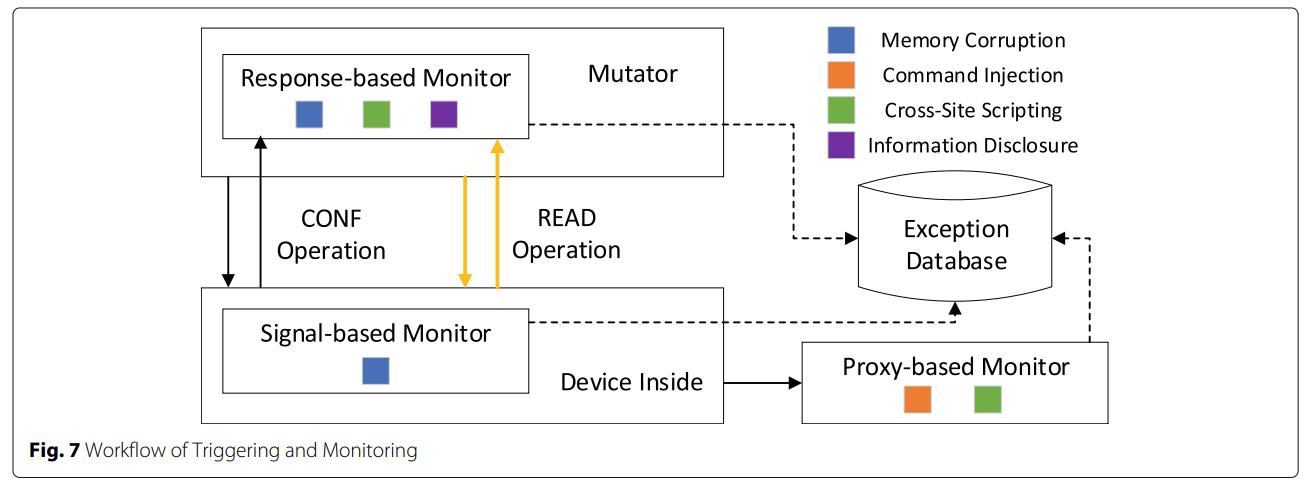 Response-based Monitor
Mutator
Memory Corruption
Command Injection
Cross-Site Scripting
Information Disclosure
CONF
Operation
READ
Operation
Exception
Database
Signal-based Monitor
Device Inside
Proxy-based Monitor
Fig. 7 Workflow of Triggering and Monitoring